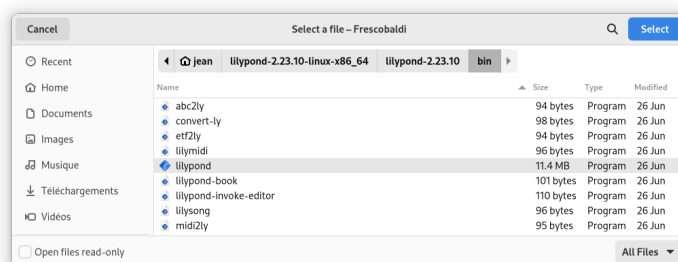 Cancel Select a file – Frescobaldi Select
Recent jean lilypond-2.23.10-linux-x86_64 lilypond-2.23.10 bin
Home Name Size Type Modified
Documents abc2ly 94 bytes Program 26 Jun
convert-ly 98 bytes Program 26 Jun
Images etf2ly 94 bytes Program 26 Jun
lilymidi 96 bytes Program 26 Jun
Musique lilypond 11.4 MB Program 26 Jun
lilypond-book 101 bytes Program 26 Jun
Téléchargements lilypond-invoke-editor 110 bytes Program 26 Jun
Vidéos lilysong 96 bytes Program 26 Jun
midi2ly 95 bytes Program 26 Jun
Open files read-only All Files